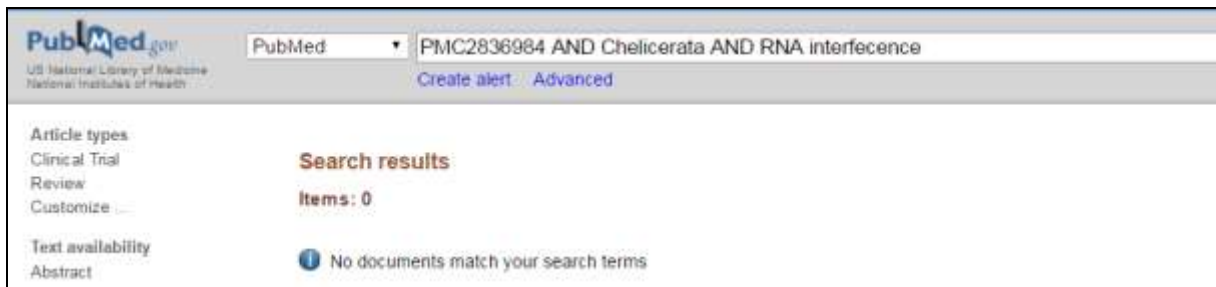 PubMed.gov
US National Library of Medicine
National Institutes of Health
PubMed
PMC2836984 AND Chelicerata AND RNA interfecence
Create alert Advanced
Article types
Clinical Trial
Review
Customize ...
Text availability
Abstract
Search results
Items: 0
No documents match your search terms